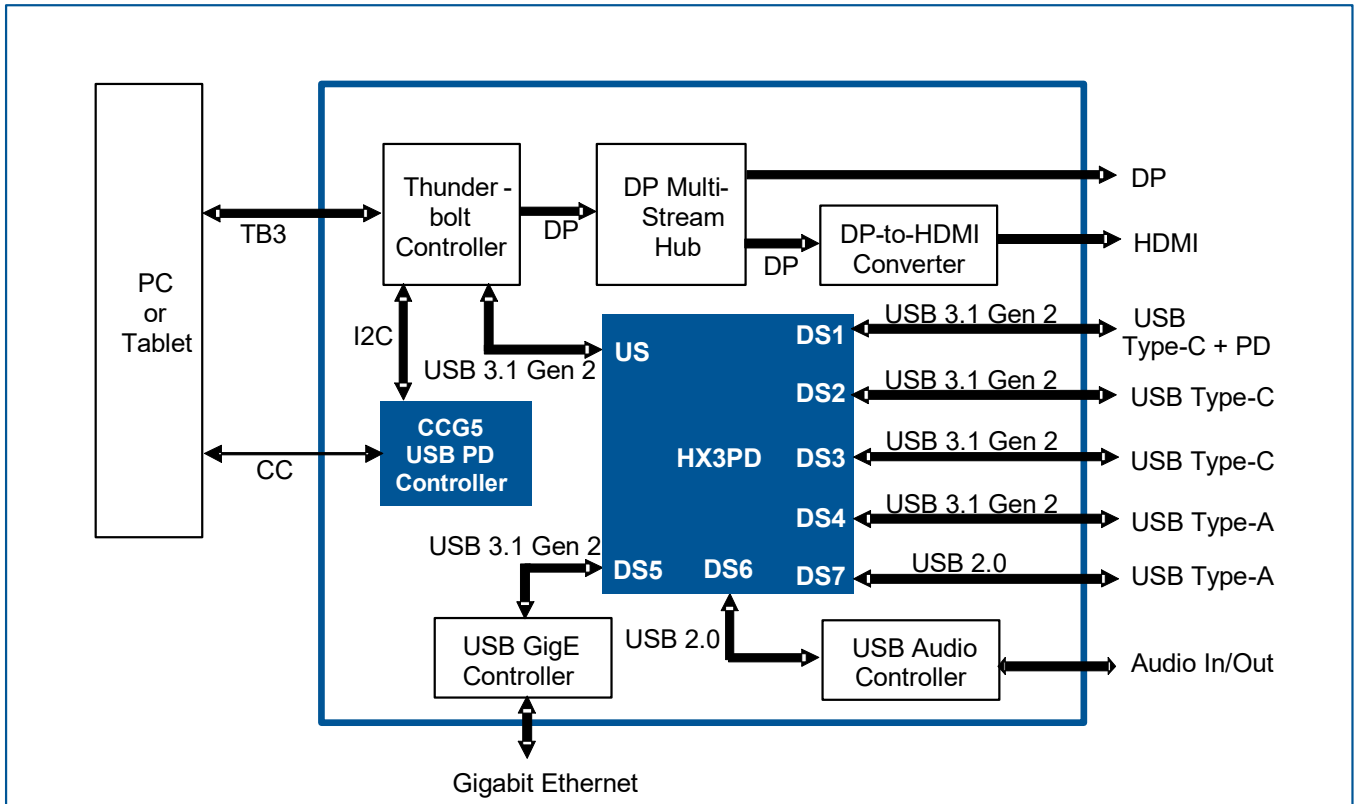 PC
or
Tablet
TB3
CC
Thunder -
bolt
Controller
I2C
DP
DP Multi-
Stream
Hub
DP
DP-to-HDMI
Converter
DP
HDMI
USB 3.1 Gen 2
CCG5
USB PD
Controller
US
HX3PD
DS1
USB 3.1 Gen 2
USB
Type-C + PD
DS2
USB 3.1 Gen 2
USB Type-C
DS3
USB 3.1 Gen 2
USB Type-C
DS4
USB 3.1 Gen 2
USB Type-A
USB 3.1 Gen 2
DS5
DS6
DS7
USB 2.0
USB Type-A
USB GigE
Controller
USB 2.0
USB Audio
Controller
Audio In/Out
Gigabit Ethernet